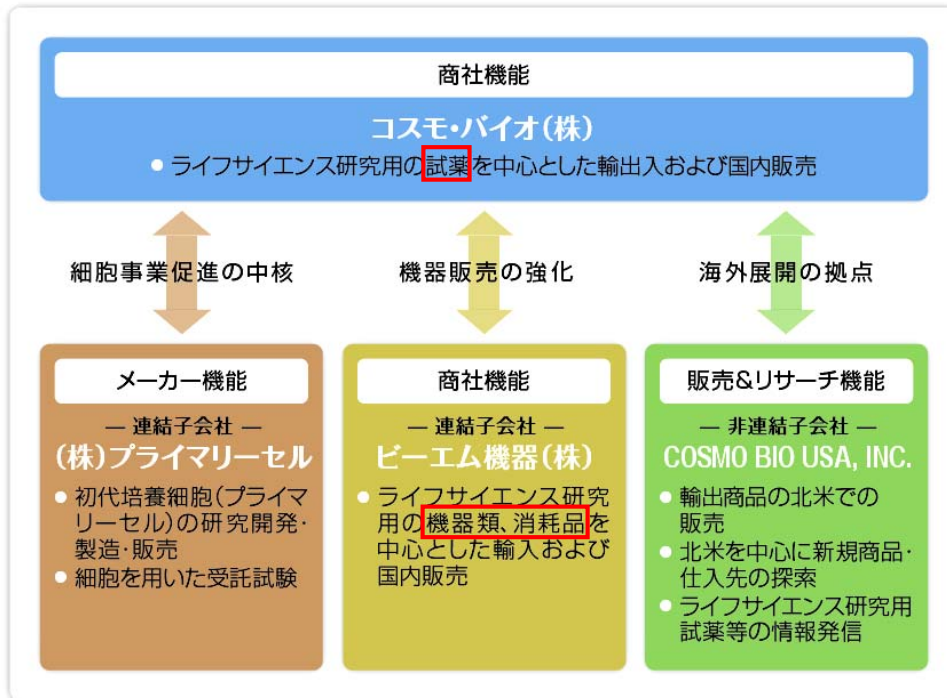 商社機能
コスモ・バイオ(株)
● ライフサイエンス研究用の試薬を中心とした輸出入および国内販売
細胞事業促進の中核
機器販売の強化
海外展開の拠点
メーカー機能
― 連結子会社 ―
(株)プライマリーセル
● 初代培養細胞(プライマ
リーセル)の研究開発・
製造・販売
● 細胞を用いた受託試験
商社機能
― 連結子会社 ―
ビーエム機器(株)
● ライフサイエンス研究
用の機器類、消耗品を
中心とした輸入および
国内販売
販売&リサーチ機能
― 非連結子会社 ―
COSMO BIO USA, INC.
● 輸出商品の北米での
販売
● 北米を中心に新規商品・
仕入先の探索
● ライフサイエンス研究用
試薬等の情報発信